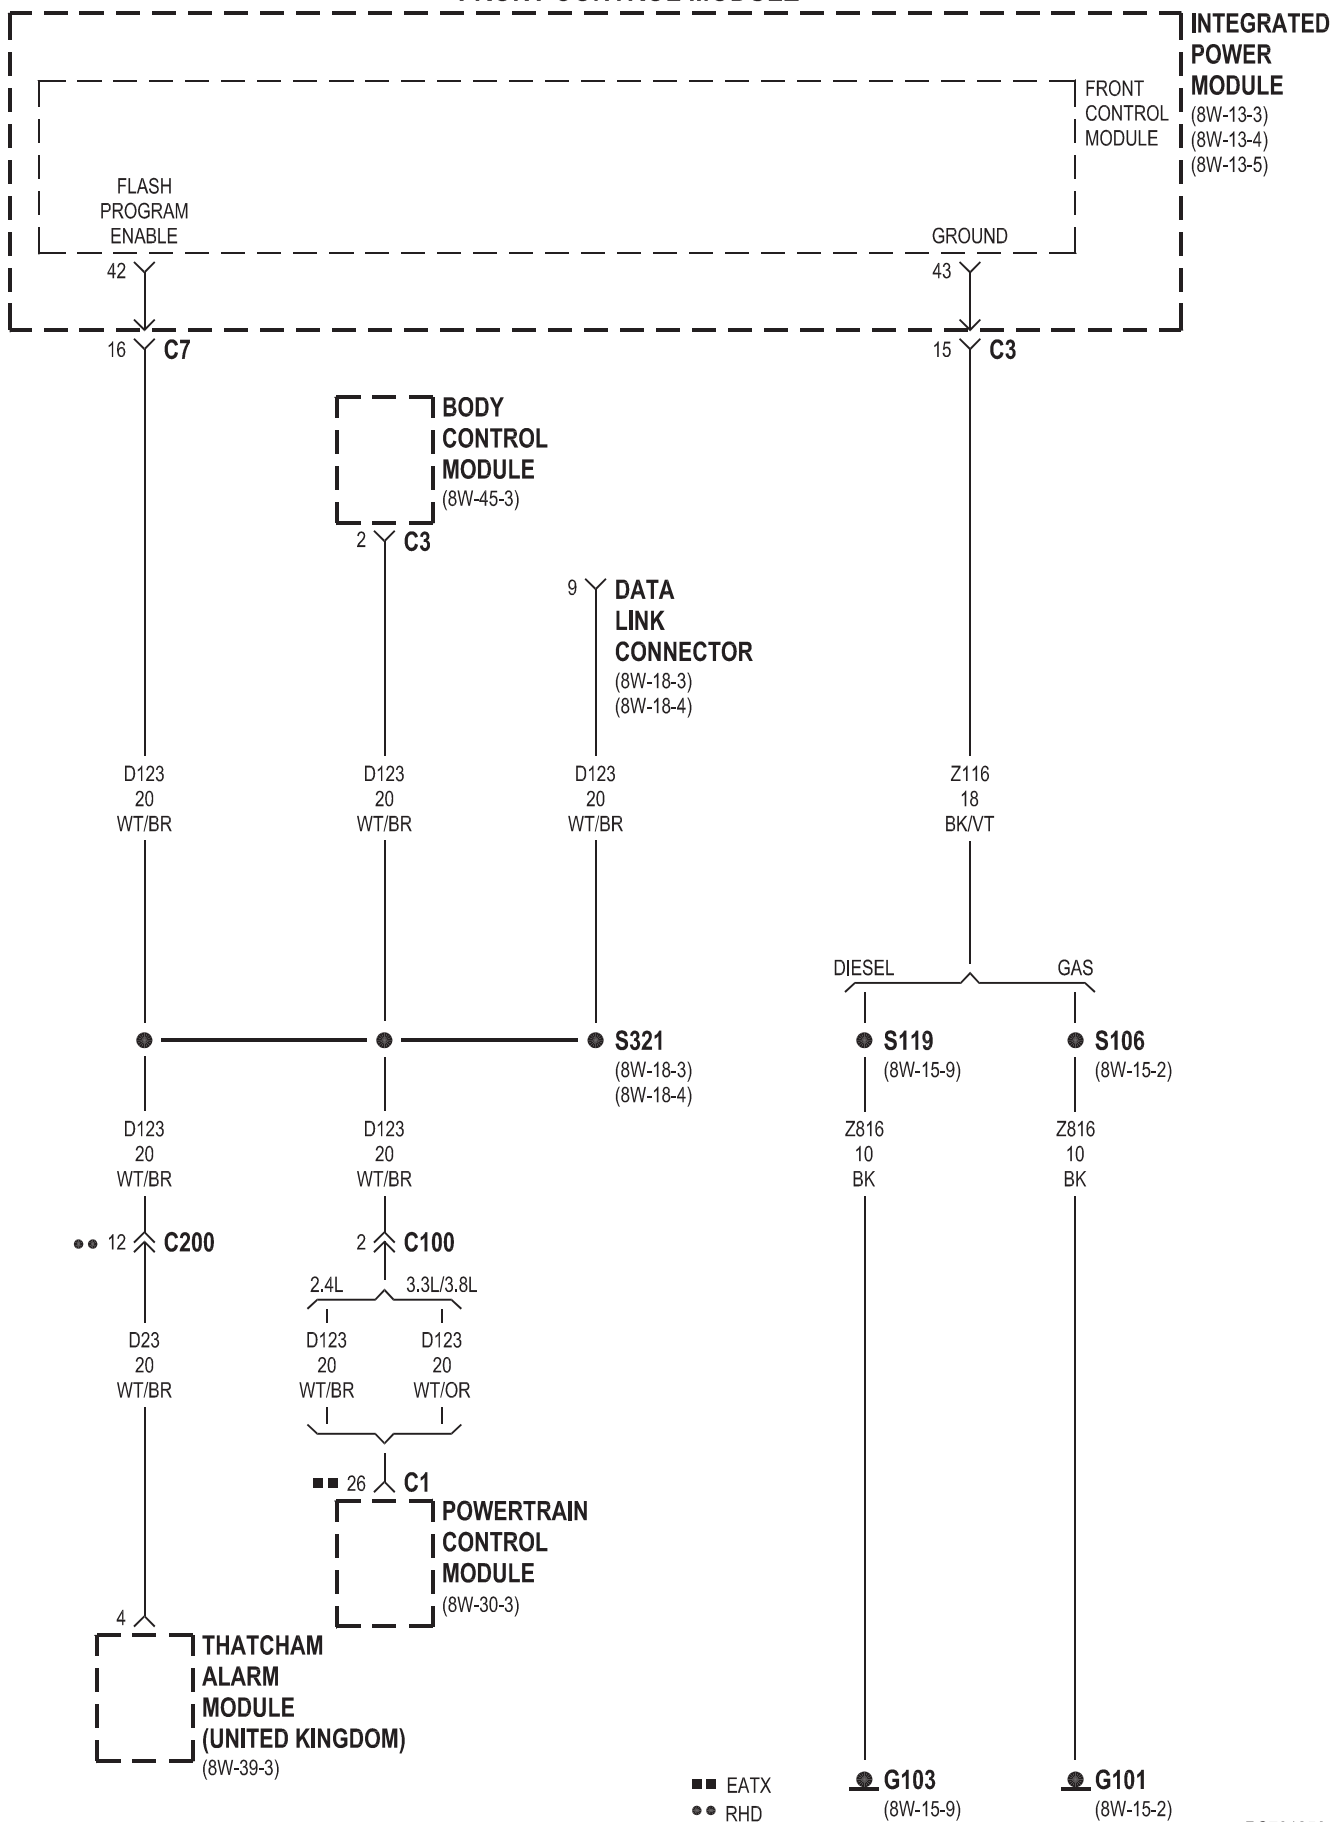 INTEGRATED
POWER
MODULE
(8W-13-3)
(8W-13-4)
(8W-13-5)
FRONT
CONTROL
MODULE
FLASH
PROGRAM
ENABLE
GROUND
42
43
16 C7
15 C3
BODY
CONTROL
MODULE
(8W-45-3)
2 C3
9 DATA
LINK
CONNECTOR
(8W-18-3)
(8W-18-4)
D123
20
WT/BR
D123
20
WT/BR
D123
20
WT/BR
Z116
18
BK/VT
DIESEL
GAS
S321
(8W-18-3)
(8W-18-4)
S119
(8W-15-9)
S106
(8W-15-2)
D123
20
WT/BR
D123
20
WT/BR
Z816
10
BK
Z816
10
BK
12 C200
2 C100
2.4L
3.3L/3.8L
D23
20
WT/BR
D123
20
WT/BR
D123
20
WT/OR
26 C1
POWERTRAIN
CONTROL
MODULE
(8W-30-3)
4
THATCHAM
ALARM
MODULE
(UNITED KINGDOM)
(8W-39-3)
EATX
RHD
G103
(8W-15-9)
G101
(8W-15-2)